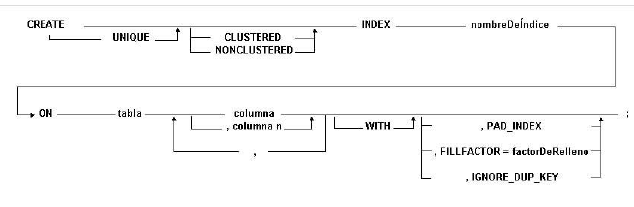 CREATE INDEX nombreDeÍndice
UNIQUE CLUSTERED
NONCLUSTERED
ON tabla columna
, columna n WITH , PAD_INDEX ;
, , FILLFACTOR = factorDeRelleno
, IGNORE_DUP_KEY